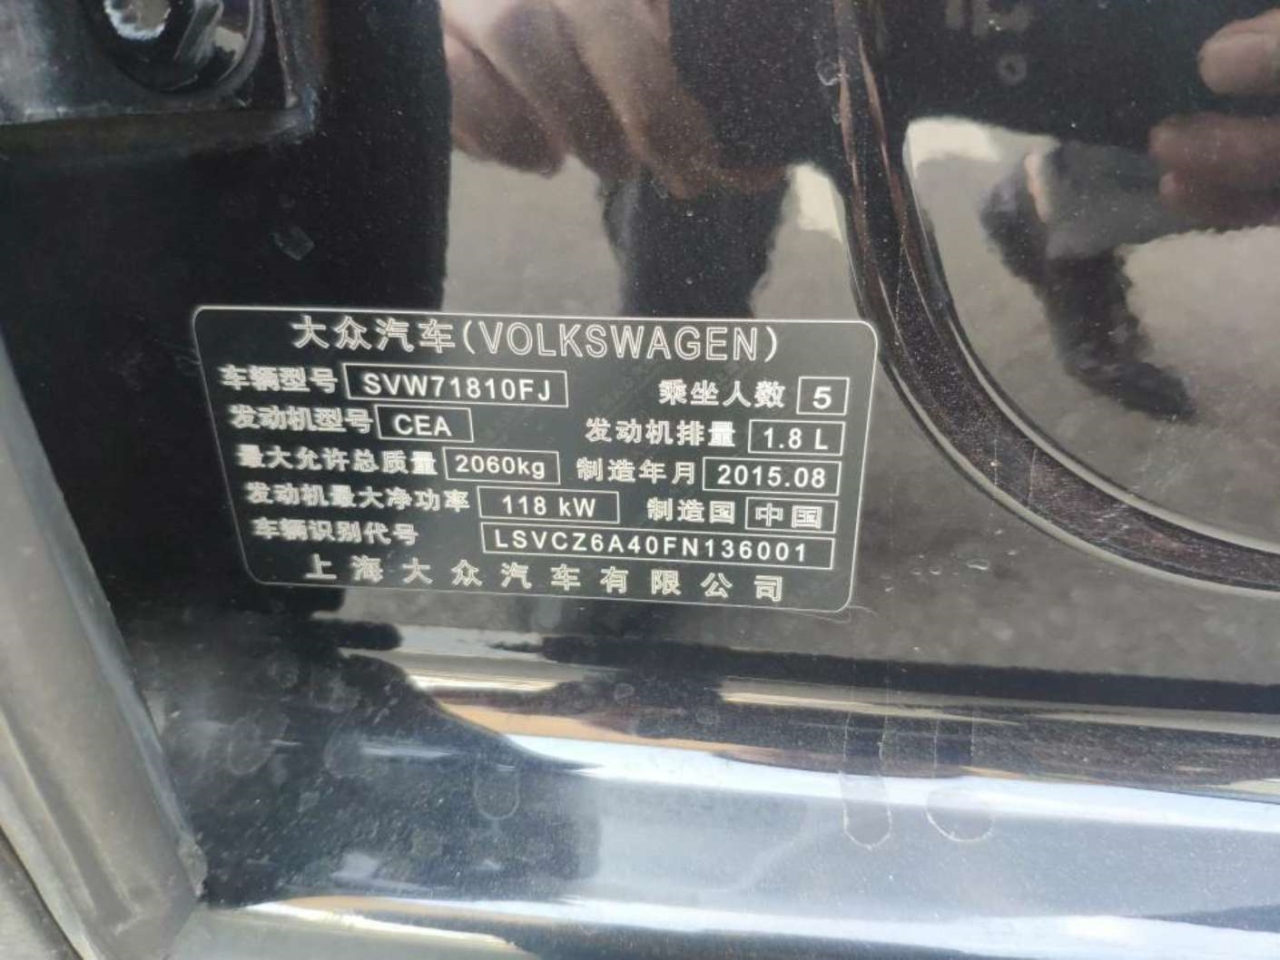 大众汽车(VOLKSWAGEN)
车辆型号 SVW71810FJ 乘坐人数 5
发动机型号 CEA 发动机排量 1.8 L
最大允许总质量 2060kg 制造年月 2015.08
发动机最大净功率 118 kW 制造国 中国
车辆识别代号 LSVCZ6A40FN136001
上海大众汽车有限公司